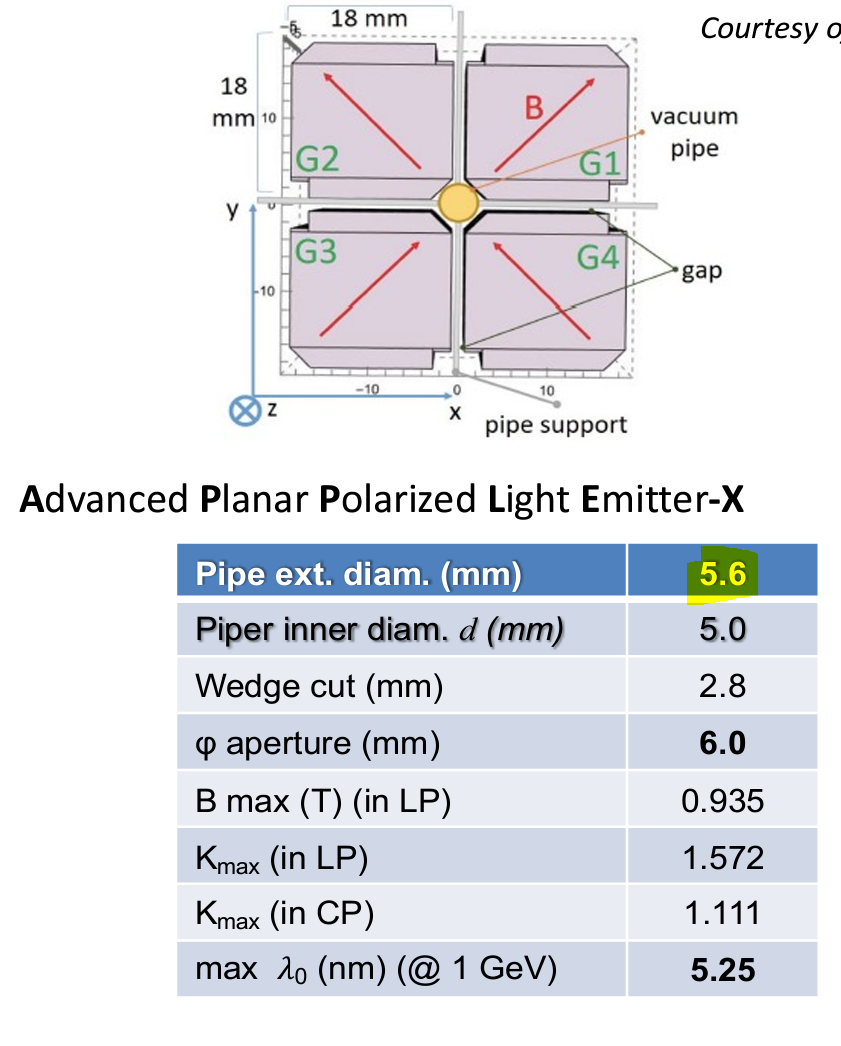 18 mm
Courtesy o
18
mm
10
B
vacuum
pipe
G2
G1
y
0
G3
G4
gap
-10
-10
0
10
z
x
pipe support
Advanced Planar Polarized Light Emitter-X
Pipe ext. diam. (mm) 5.6
Piper inner diam. d (mm) 5.0
Wedge cut (mm) 2.8
φ aperture (mm) 6.0
B max (T) (in LP) 0.935
Kmax (in LP) 1.572
Kmax (in CP) 1.111
max λ0 (nm) (@ 1 GeV) 5.25